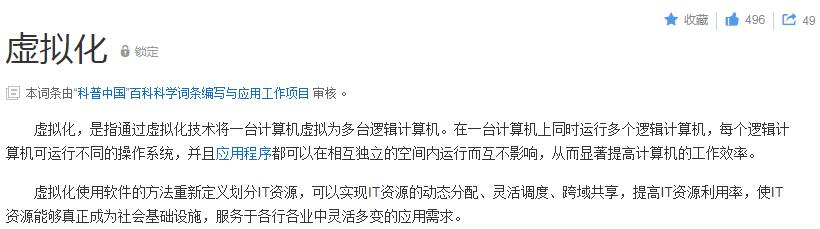 收藏 496 49
虚拟化 锁定
本词条由“科普中国”百科科学词条编写与应用工作项目 审核 。
虚拟化，是指通过虚拟化技术将一台计算机虚拟为多台逻辑计算机。在一台计算机上同时运行多个逻辑计算机，每个逻辑计
算机可运行不同的操作系统，并且应用程序都可以在相互独立的空间内运行而互不影响，从而显著提高计算机的工作效率。
虚拟化使用软件的方法重新定义划分IT资源，可以实现IT资源的动态分配、灵活调度、跨域共享，提高IT资源利用率，使IT
资源能够真正成为社会基础设施，服务于各行各业中灵活多变的应用需求。